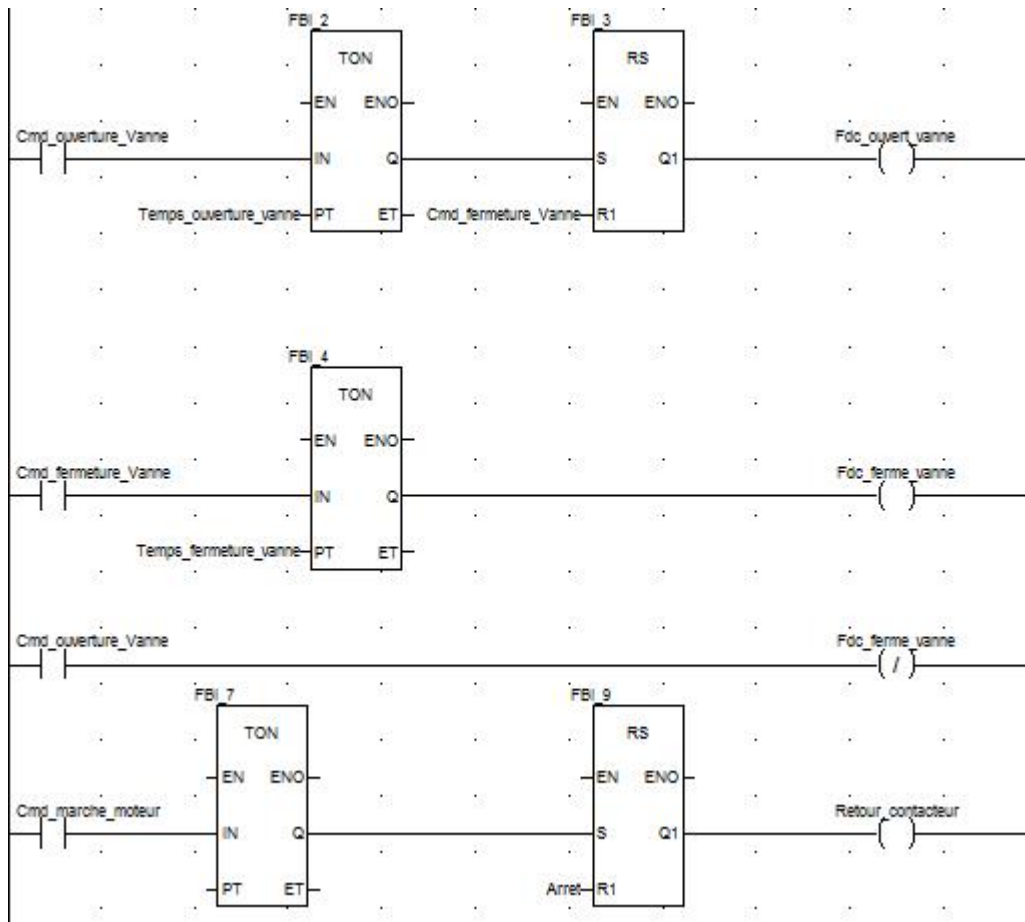 FBI_2
FBI_3
TON
RS
EN ENO
EN ENO
Cmd_ouverture_Vanne
Fdc_ouvert_vanne
IN Q
S Q1
( )
Temps_ouverture_vanne
PT ET
Cmd_fermeture_Vanne
R1
FBI_4
TON
EN ENO
Cmd_fermeture_Vanne
Fdc_ferme_vanne
IN Q
( )
Temps_fermeture_vanne
PT ET
Cmd_ouverture_Vanne
Fdc_ferme_vanne
( / )
FBI_7
FBI_9
TON
RS
EN ENO
EN ENO
Cmd_marche_moteur
Retour_contacteur
IN Q
S Q1
( )
PT ET
Arret
R1